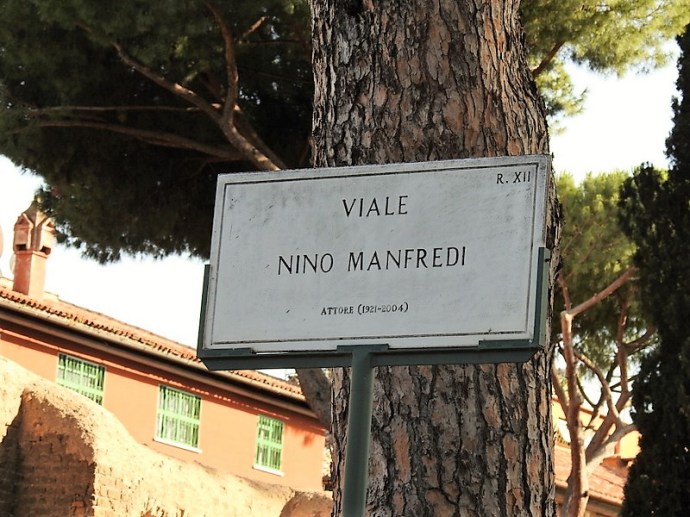 R. XII
VIALE
NINO MANFREDI
ATTORE (1921-2004)